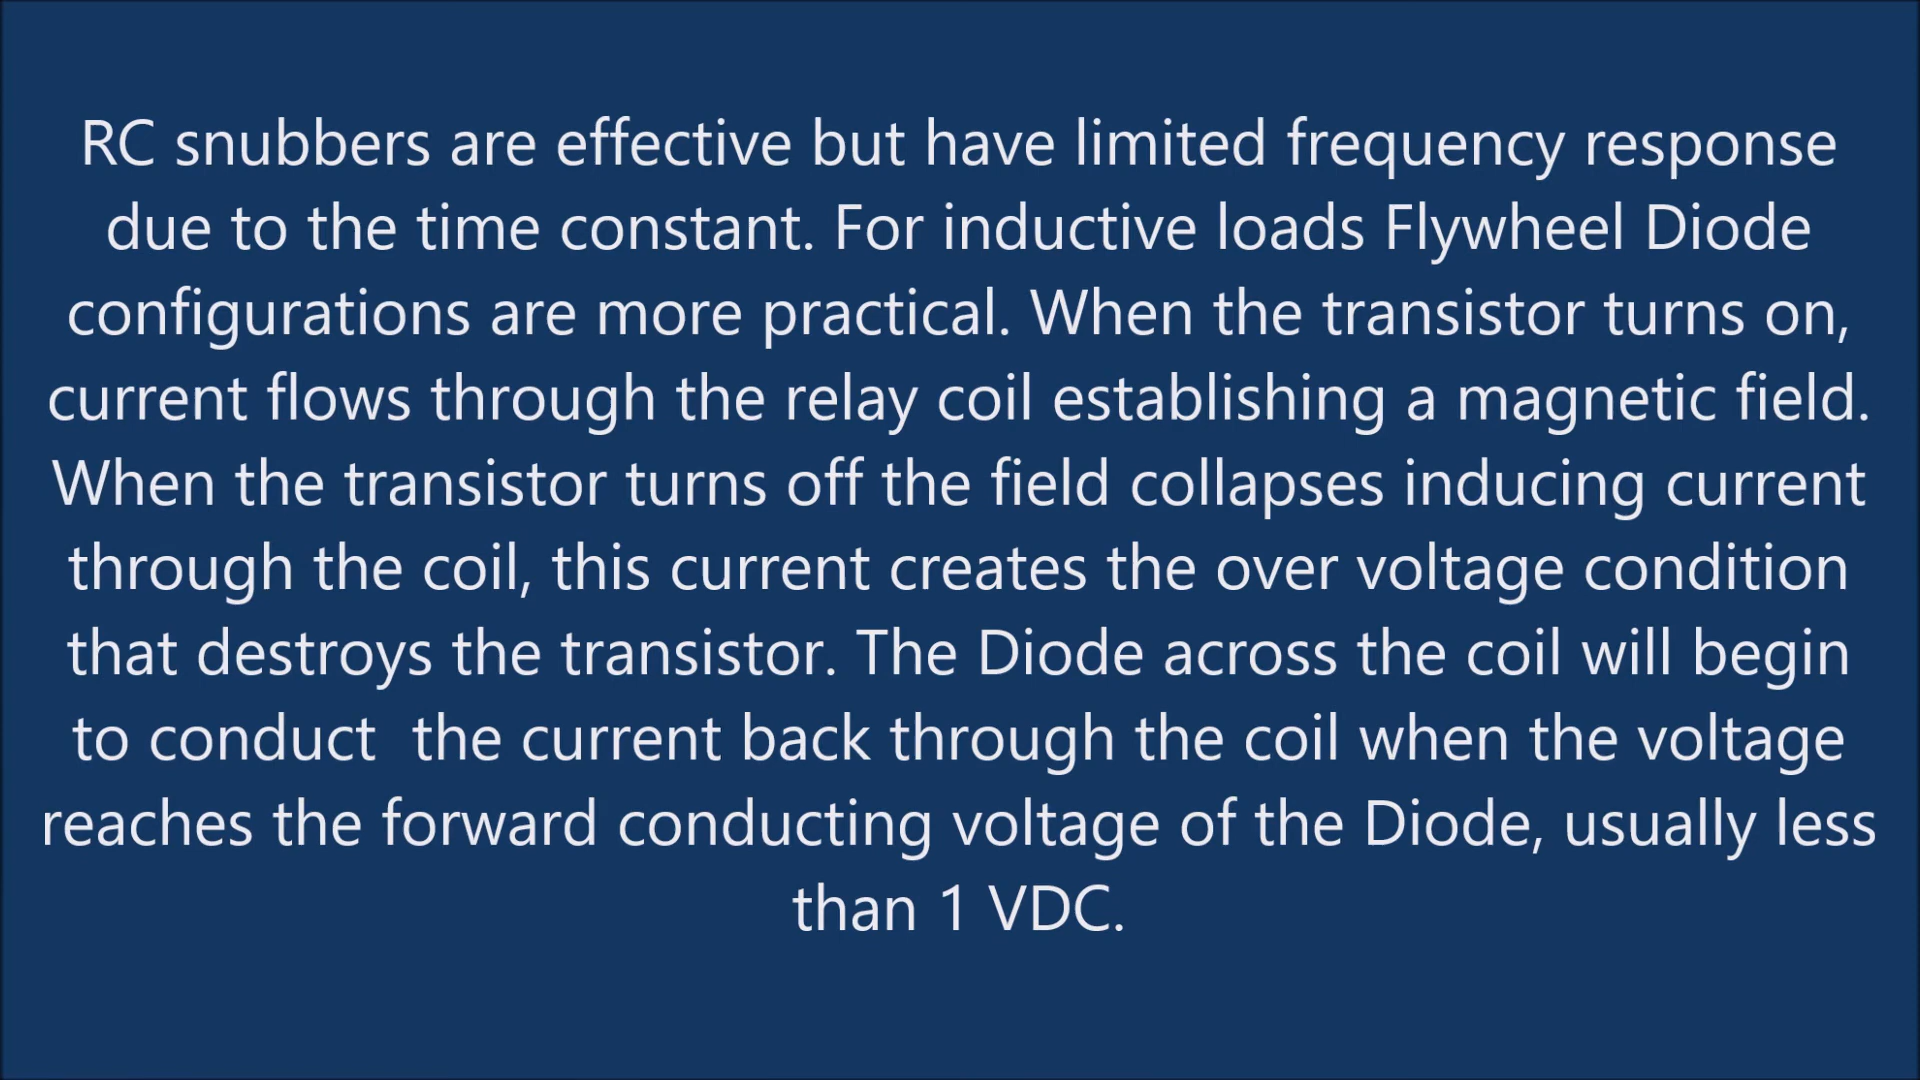 RC snubbers are effective but have limited frequency response
due to the time constant. For inductive loads Flywheel Diode
configurations are more practical. When the transistor turns on,
current flows through the relay coil establishing a magnetic field.
When the transistor turns off the field collapses inducing current
through the coil, this current creates the over voltage condition
that destroys the transistor. The Diode across the coil will begin
to conduct  the current back through the coil when the voltage
reaches the forward conducting voltage of the Diode, usually less
than 1 VDC.